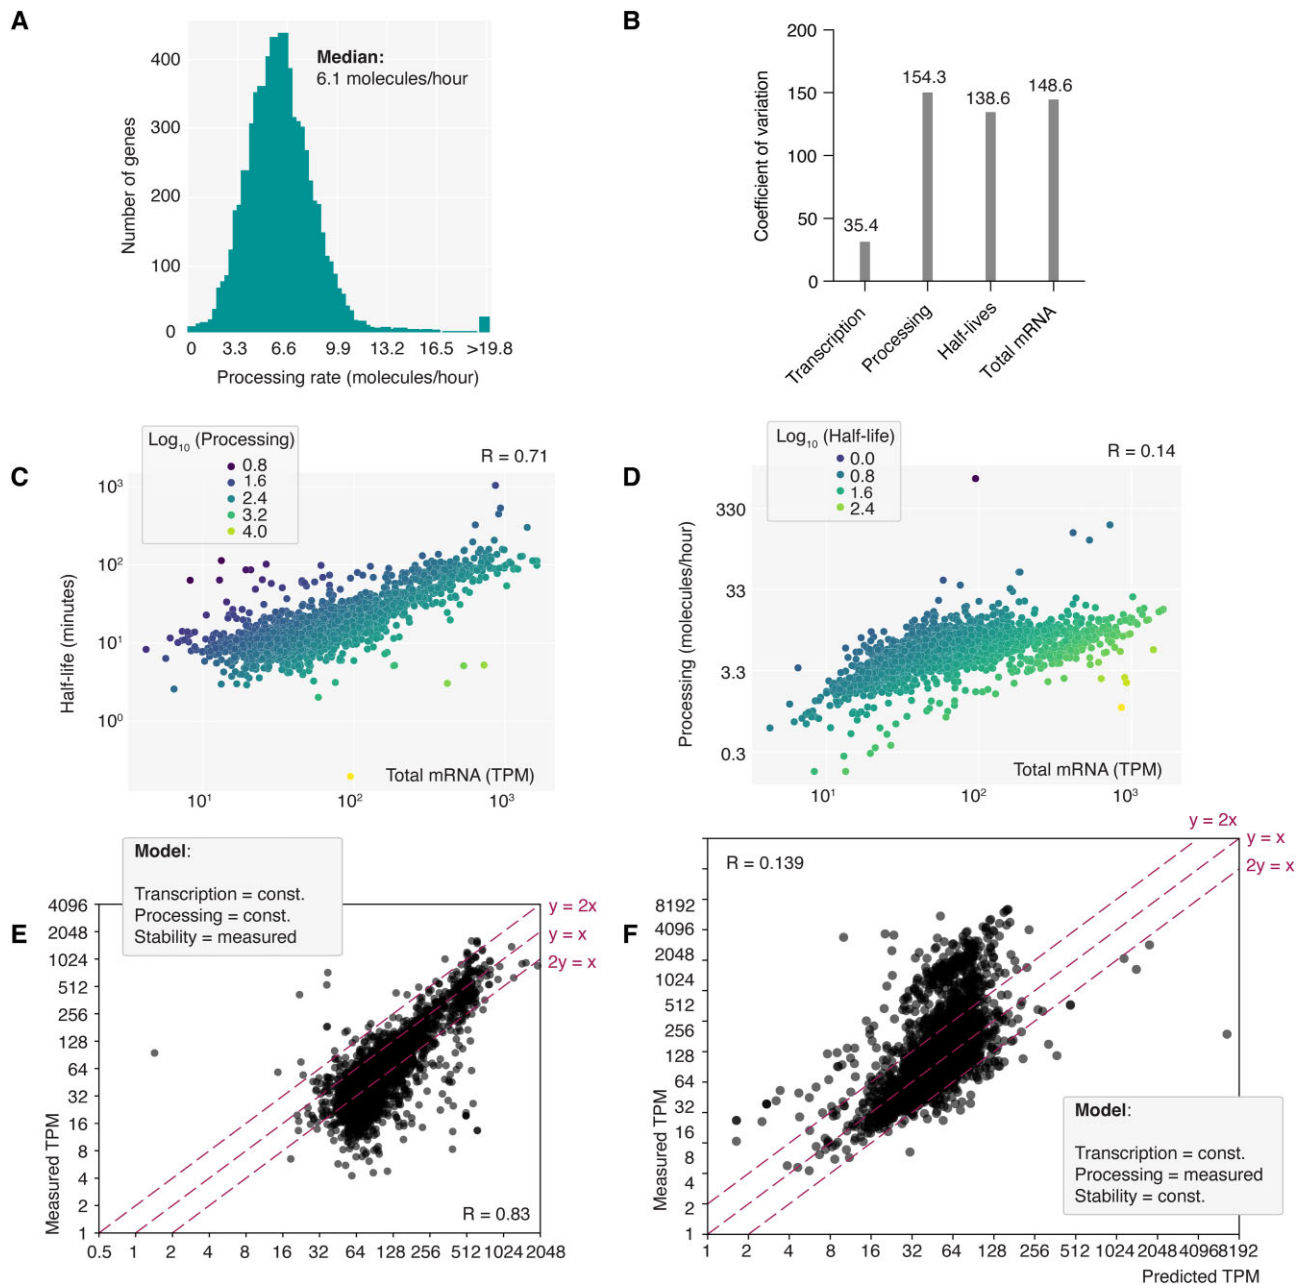 A
400
300
200
100
0
Number of genes
Median:
6.1 molecules/hour
0 3.3 6.6 9.9 13.2 16.5 >19.8
Processing rate (molecules/hour)
B
200
150
100
50
0
Coefficient of variation
35.4
154.3
138.6
148.6
Transcription
Processing
Half-lives
Total mRNA
C
Log10 (Processing)
0.8
1.6
2.4
3.2
4.0
R = 0.71
10³
10²
10¹
10⁰
Half-life (minutes)
Total mRNA (TPM)
10¹ 10² 10³
D
Log10 (Half-life)
0.0
0.8
1.6
2.4
R = 0.14
330
33
3.3
0.3
Processing (molecules/hour)
Total mRNA (TPM)
10¹ 10² 10³
E
Model:
Transcription = const.
Processing = const.
Stability = measured
y = 2x
y = x
2y = x
4096
2048
1024
512
256
128
64
32
16
8
4
2
1
Measured TPM
R = 0.83
0.5 1 2 4 8 16 32 64 128 256 512 1024 2048
F
R = 0.139
y = 2x
y = x
2y = x
8192
4096
2048
1024
512
256
128
64
32
16
8
4
2
1
Measured TPM
Model:
Transcription = const.
Processing = measured
Stability = const.
1 2 4 8 16 32 64 128 256 512 1024 2048 4096 8192
Predicted TPM